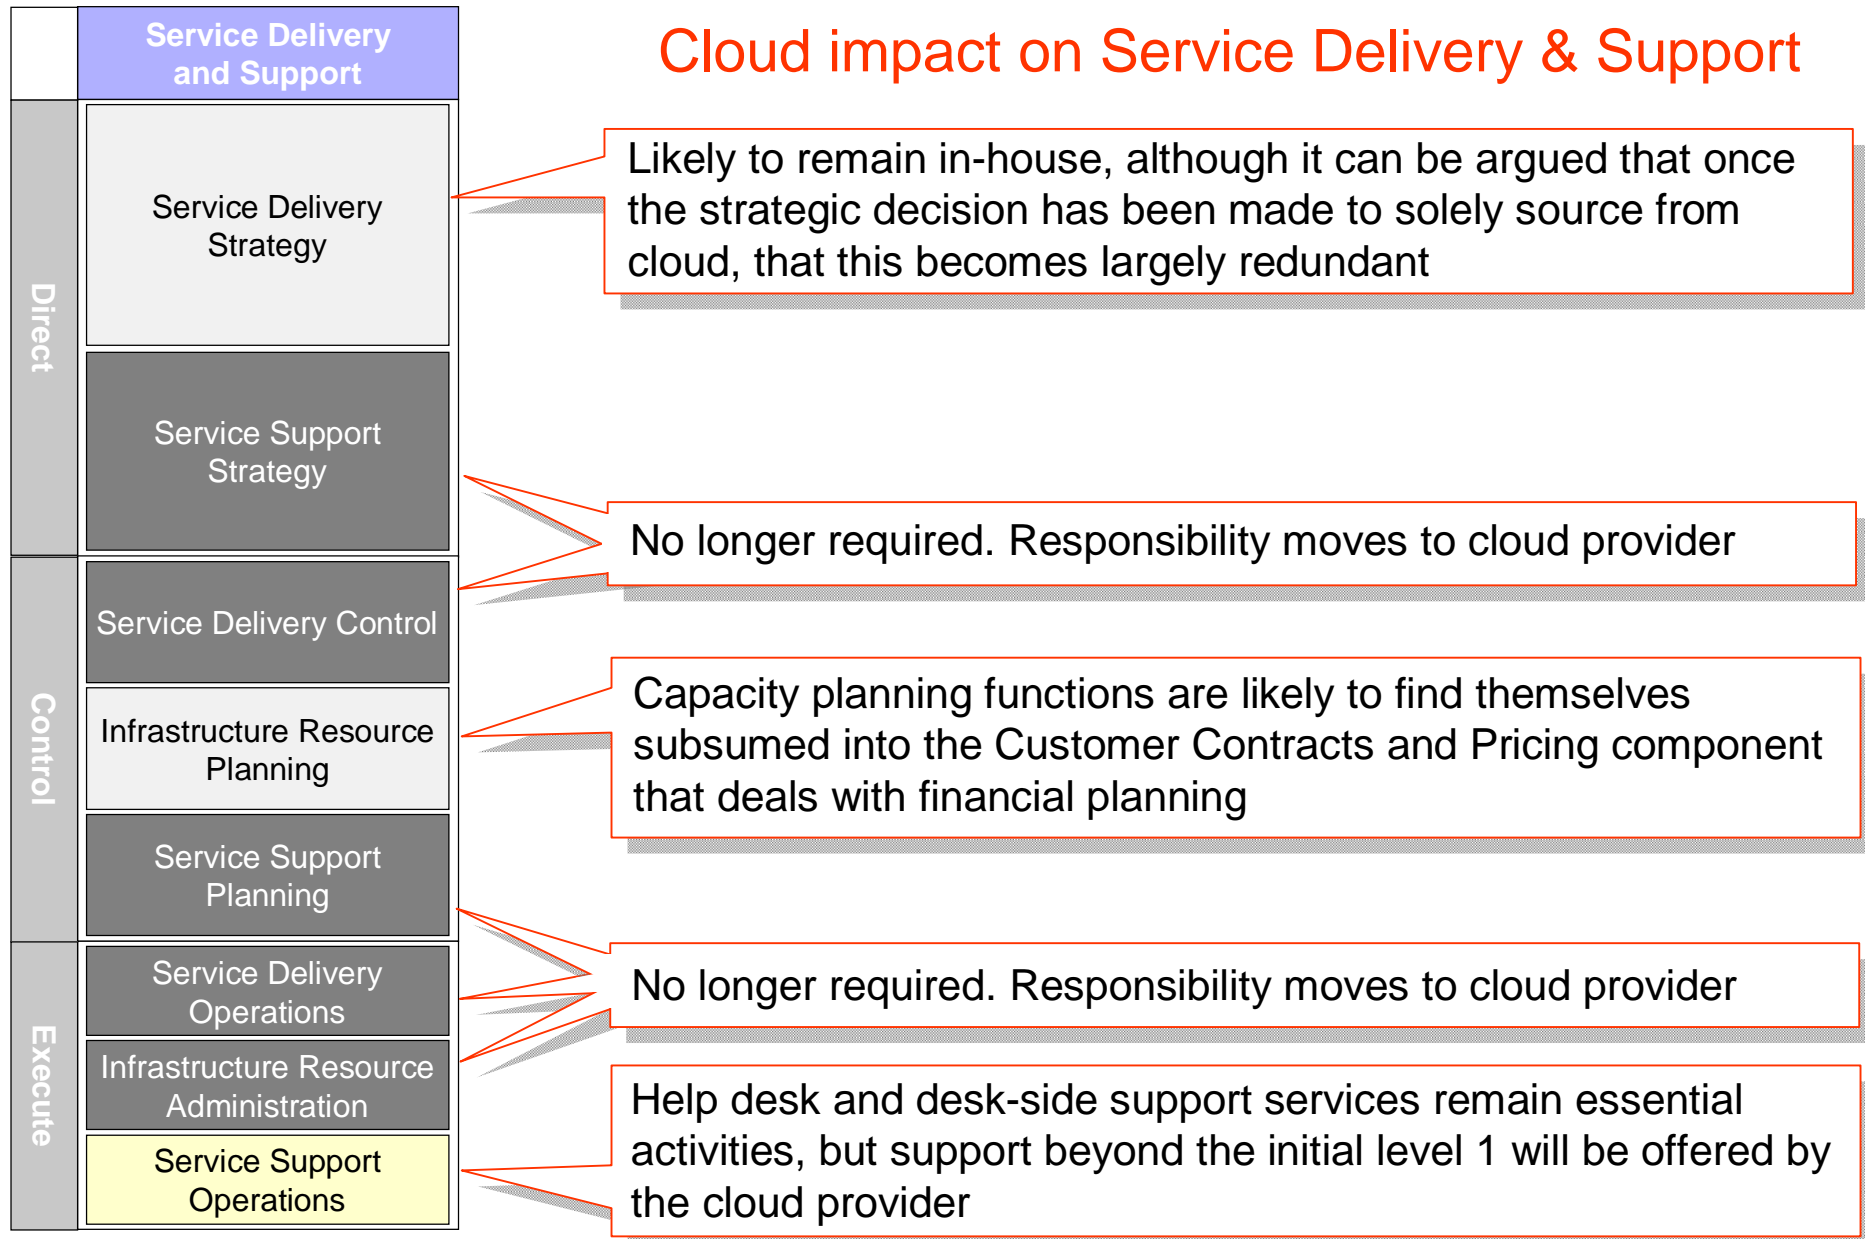 Service Delivery
and Support
Cloud impact on Service Delivery & Support
Direct
Service Delivery
Strategy
Likely to remain in-house, although it can be argued that once
the strategic decision has been made to solely source from
cloud, that this becomes largely redundant
Service Support
Strategy
No longer required. Responsibility moves to cloud provider
Control
Service Delivery Control
Infrastructure Resource
Planning
Capacity planning functions are likely to find themselves
subsumed into the Customer Contracts and Pricing component
that deals with financial planning
Service Support
Planning
Execute
Service Delivery
Operations
No longer required. Responsibility moves to cloud provider
Infrastructure Resource
Administration
Service Support
Operations
Help desk and desk-side support services remain essential
activities, but support beyond the initial level 1 will be offered by
the cloud provider